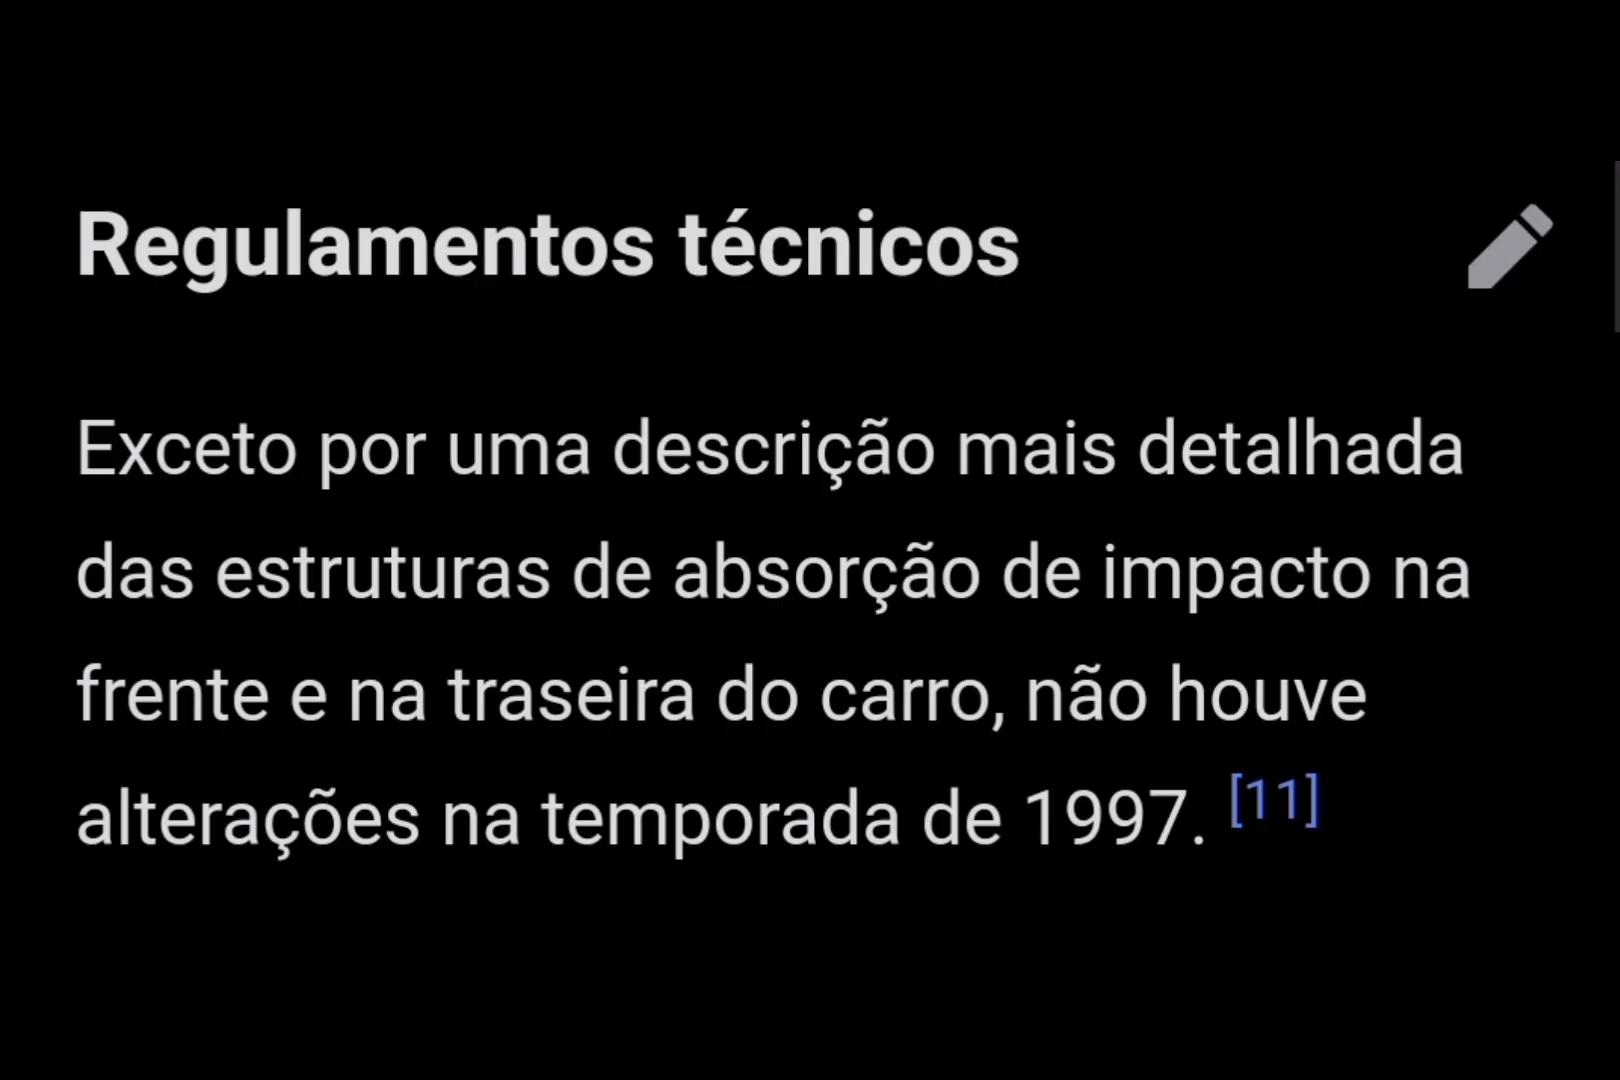 Regulamentos técnicos
Exceto por uma descrição mais detalhada
das estruturas de absorção de impacto na
frente e na traseira do carro, não houve
alterações na temporada de 1997. [11]